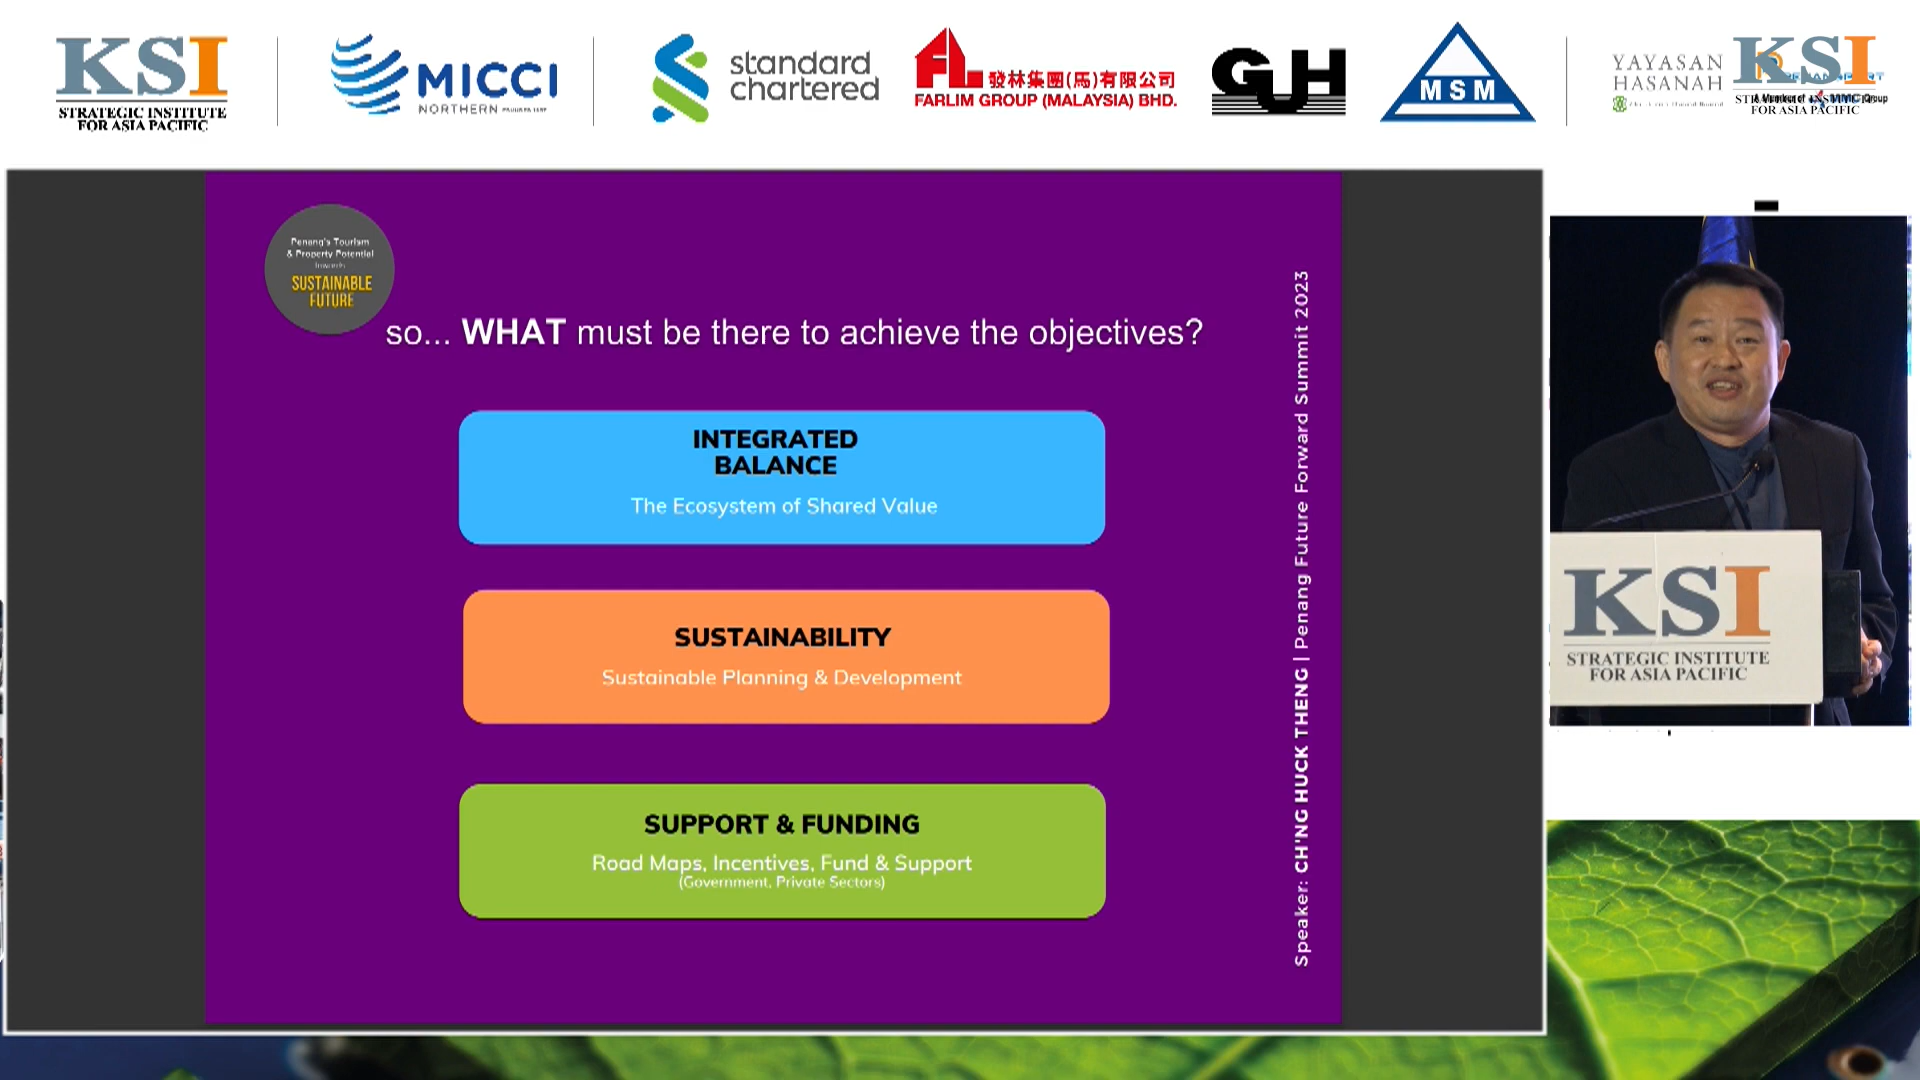 KSI
STRATEGIC INSTITUTE
FOR ASIA PACIFIC
MICCI
NORTHERN
standard
chartered
FL 發林集團(馬)有限公司
FARLIM GROUP (MALAYSIA) BHD.
GUH
MSM
YAYASAN
HASANAH
KSI
FOR ASIA PACIFIC
Penang's Tourism
& Property Potential
towards
SUSTAINABLE
FUTURE
so... WHAT must be there to achieve the objectives?
INTEGRATED
BALANCE
The Ecosystem of Shared Value
SUSTAINABILITY
Sustainable Planning & Development
SUPPORT & FUNDING
Road Maps, Incentives, Fund & Support
(Government, Private Sectors)
Speaker: CH'NG HUCK THENG | Penang Future Forward Summit 2023
KSI
STRATEGIC INSTITUTE
FOR ASIA PACIFIC